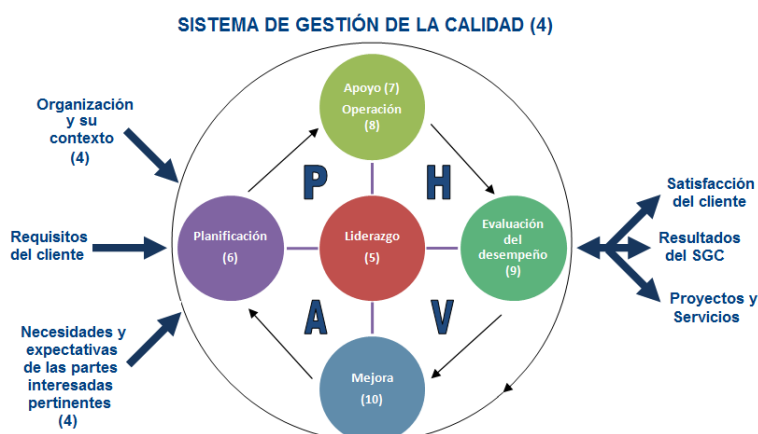 SISTEMA DE GESTIÓN DE LA CALIDAD (4)
Organización
y su
contexto
(4)
Requisitos
del cliente
Necesidades y
expectativas
de las partes
interesadas
pertinentes
(4)
Apoyo (7)
Operación
(8)
P
H
Planificación
(6)
Liderazgo
(5)
Evaluación
del
desempeño
(9)
A
V
Mejora
(10)
Satisfacción
del cliente
Resultados
del SGC
Proyectos y
Servicios